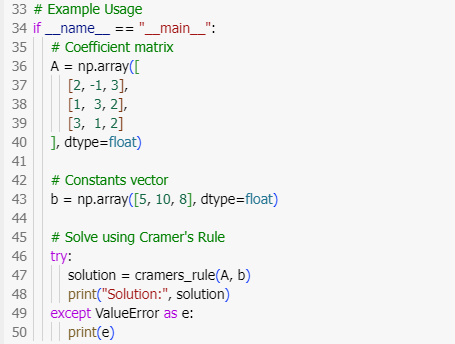 33 # Example Usage
34 if __name__ == "__main__":
35     # Coefficient matrix
36     A = np.array([
37         [2, -1, 3],
38         [1,  3, 2],
39         [3,  1, 2]
40     ], dtype=float)
41
42     # Constants vector
43     b = np.array([5, 10, 8], dtype=float)
44
45     # Solve using Cramer's Rule
46     try:
47         solution = cramers_rule(A, b)
48         print("Solution:", solution)
49     except ValueError as e:
50         print(e)